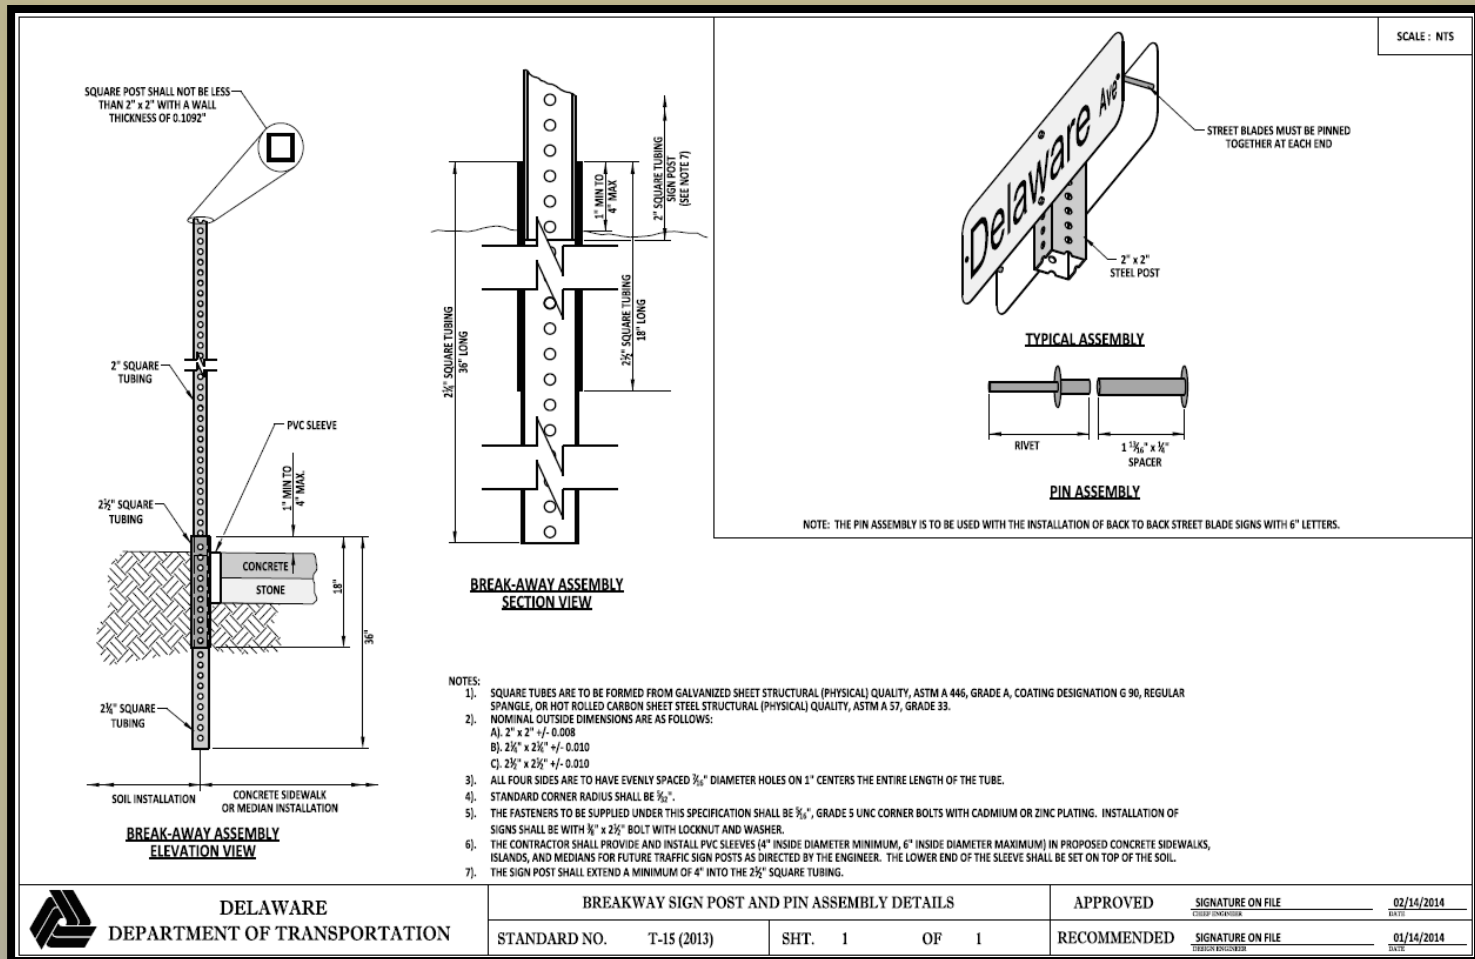 SCALE : NTS
SQUARE POST SHALL NOT BE LESS
THAN 2" x 2" WITH A WALL
THICKNESS OF 0.1092"
2" SQUARE
TUBING
PVC SLEEVE
1" MIN TO
4" MAX.
2½" SQUARE
TUBING
CONCRETE
STONE
18"
36"
2¼" SQUARE
TUBING
SOIL INSTALLATION
CONCRETE SIDEWALK
OR MEDIAN INSTALLATION
BREAK-AWAY ASSEMBLY
ELEVATION VIEW
2¼" SQUARE TUBING
36" LONG
1" MIN TO
4" MAX
2" SQUARE TUBING
SIGN POST
(SEE NOTE 7)
2½" SQUARE TUBING
18" LONG
BREAK-AWAY ASSEMBLY
SECTION VIEW
Delaware Ave
STREET BLADES MUST BE PINNED
TOGETHER AT EACH END
2" x 2"
STEEL POST
TYPICAL ASSEMBLY
RIVET
SPACER
PIN ASSEMBLY
NOTE: THE PIN ASSEMBLY IS TO BE USED WITH THE INSTALLATION OF BACK TO BACK STREET BLADE SIGNS WITH 6" LETTERS.
NOTES:
1). SQUARE TUBES ARE TO BE FORMED FROM GALVANIZED SHEET STRUCTURAL (PHYSICAL) QUALITY, ASTM A 446, GRADE A, COATING DESIGNATION G 90, REGULAR
SPANGLE, OR HOT ROLLED CARBON SHEET STEEL STRUCTURAL (PHYSICAL) QUALITY, ASTM A 57, GRADE 33.
2). NOMINAL OUTSIDE DIMENSIONS ARE AS FOLLOWS:
A). 2" x 2" +/- 0.008
B). 2¼" x 2¼" +/- 0.010
C). 2½" x 2½" +/- 0.010
3). ALL FOUR SIDES ARE TO HAVE EVENLY SPACED 7/16" DIAMETER HOLES ON 1" CENTERS THE ENTIRE LENGTH OF THE TUBE.
4). STANDARD CORNER RADIUS SHALL BE 5/32".
5). THE FASTENERS TO BE SUPPLIED UNDER THIS SPECIFICATION SHALL BE 5/16", GRADE 5 UNC CORNER BOLTS WITH CADMIUM OR ZINC PLATING. INSTALLATION OF
SIGNS SHALL BE WITH x 2½" BOLT WITH LOCKNUT AND WASHER.
6). THE CONTRACTOR SHALL PROVIDE AND INSTALL PVC SLEEVES (4" INSIDE DIAMETER MINIMUM, 6" INSIDE DIAMETER MAXIMUM) IN PROPOSED CONCRETE SIDEWALKS,
ISLANDS, AND MEDIANS FOR FUTURE TRAFFIC SIGN POSTS AS DIRECTED BY THE ENGINEER. THE LOWER END OF THE SLEEVE SHALL BE SET ON TOP OF THE SOIL.
7). THE SIGN POST SHALL EXTEND A MINIMUM OF 4" INTO THE 2½" SQUARE TUBING.
DELAWARE
DEPARTMENT OF TRANSPORTATION
BREAKWAY SIGN POST AND PIN ASSEMBLY DETAILS
STANDARD NO. T-15 (2013) SHT. 1 OF 1
APPROVED SIGNATURE ON FILE 02/14/2014
CHIEF ENGINEER DATE
RECOMMENDED SIGNATURE ON FILE 01/14/2014
DESIGN ENGINEER DATE